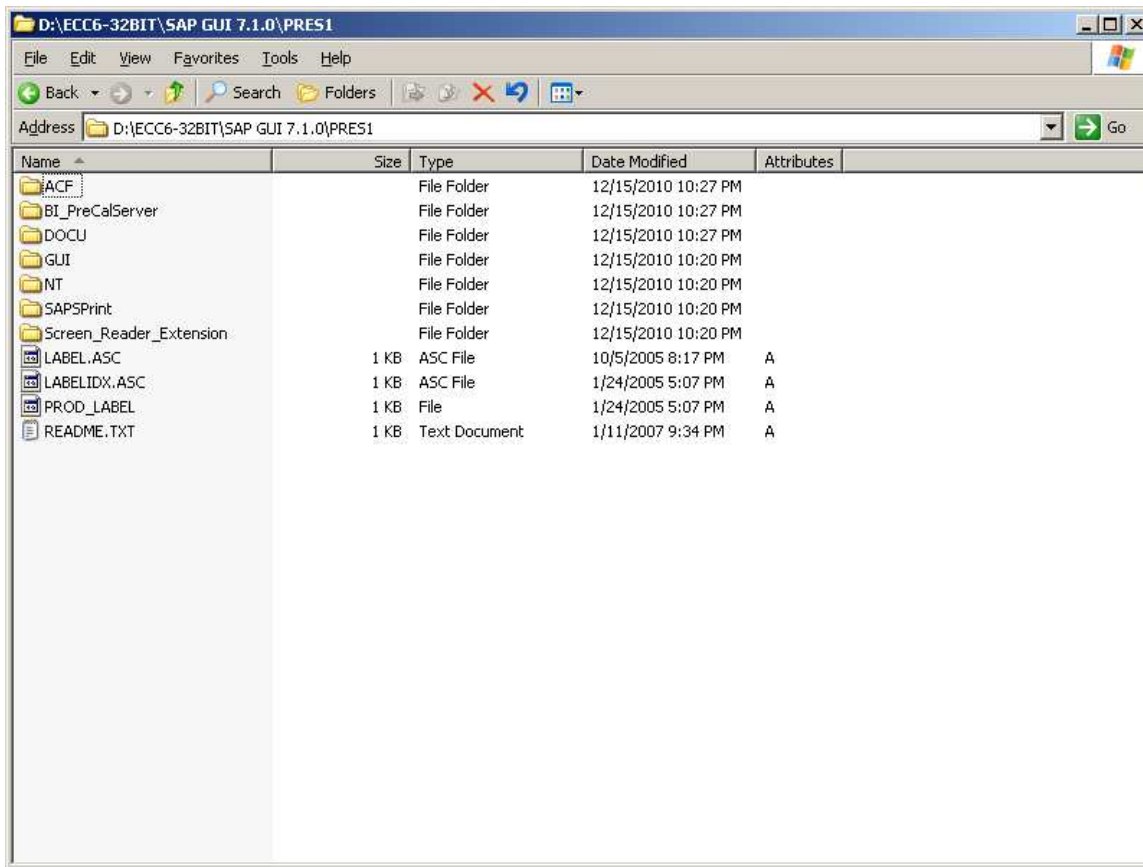 D:\ECC6-32BIT\SAP GUI 7.1.0\PRES1
File Edit View Favorites Tools Help
Back Search Folders
Address D:\ECC6-32BIT\SAP GUI 7.1.0\PRES1 Go
Name Size Type Date Modified Attributes
ACF File Folder 12/15/2010 10:27 PM
BI_PreCalServer File Folder 12/15/2010 10:27 PM
DOCU File Folder 12/15/2010 10:27 PM
GUI File Folder 12/15/2010 10:20 PM
NT File Folder 12/15/2010 10:20 PM
SAPSPrint File Folder 12/15/2010 10:20 PM
Screen_Reader_Extension File Folder 12/15/2010 10:20 PM
LABEL.ASC 1 KB ASC File 10/5/2005 8:17 PM A
LABELIDX.ASC 1 KB ASC File 1/24/2005 5:07 PM A
PROD_LABEL 1 KB File 1/24/2005 5:07 PM A
README.TXT 1 KB Text Document 1/11/2007 9:34 PM A